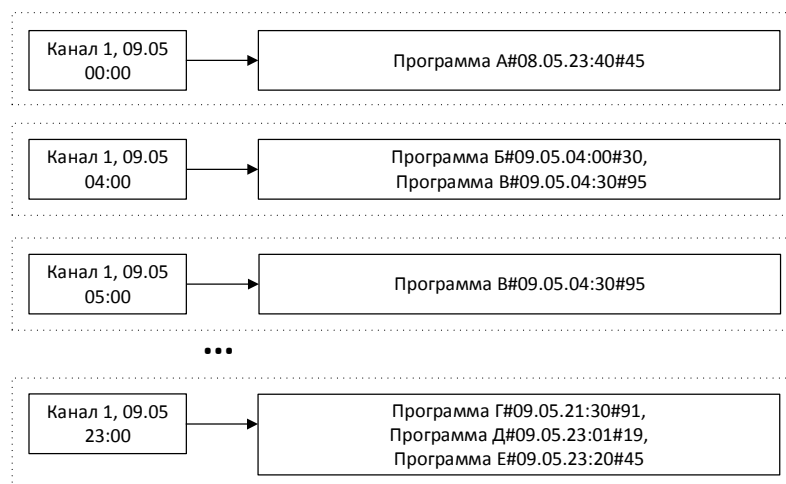 Канал 1, 09.05
00:00
Программа А#08.05.23:40#45
Канал 1, 09.05
04:00
Программа Б#09.05.04:00#30,
Программа В#09.05.04:30#95
Канал 1, 09.05
05:00
Программа В#09.05.04:30#95
...
Канал 1, 09.05
23:00
Программа Г#09.05.21:30#91,
Программа Д#09.05.23:01#19,
Программа Е#09.05.23:20#45